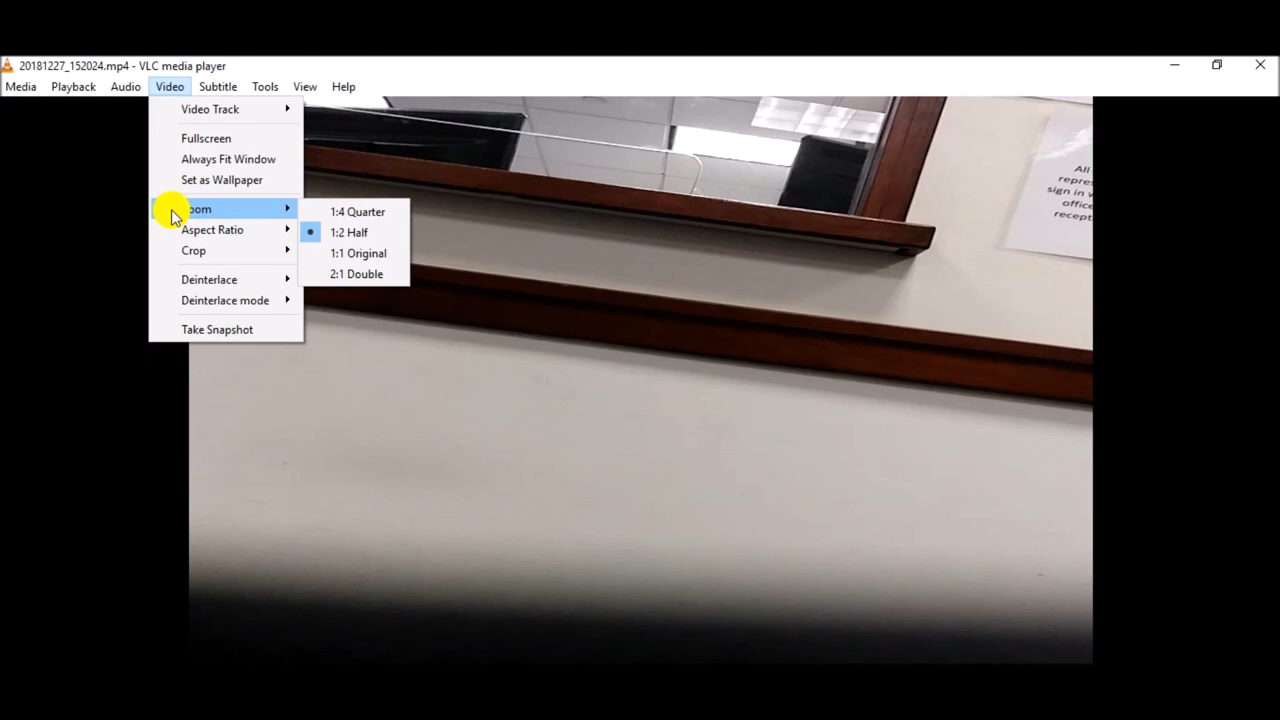 20181227_152024.mp4 - VLC media player
Media Playback Audio Video Subtitle Tools View Help
Video Track
Fullscreen
Always Fit Window
Set as Wallpaper
oom
Aspect Ratio
Crop
Deinterlace
Deinterlace mode
Take Snapshot
1:4 Quarter
1:2 Half
1:1 Original
2:1 Double
All
repres
sign in
office
recept